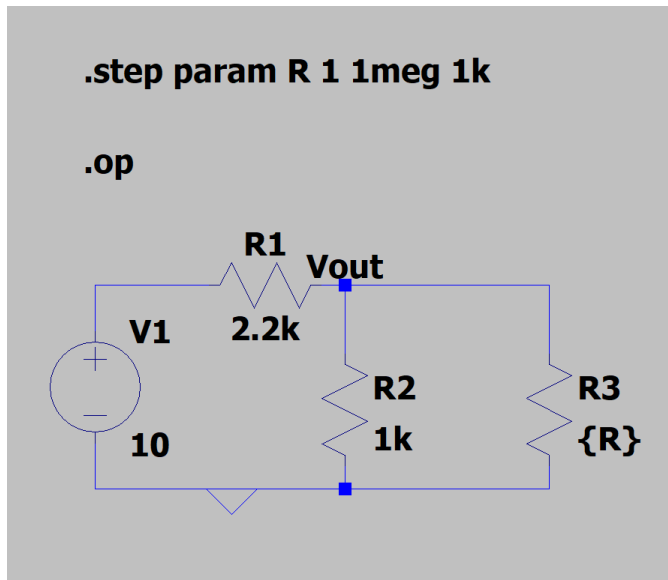 .step param R 1 1meg 1k
.op
R1
Vout
V1
2.2k
R2
R3
10
1k
{R}